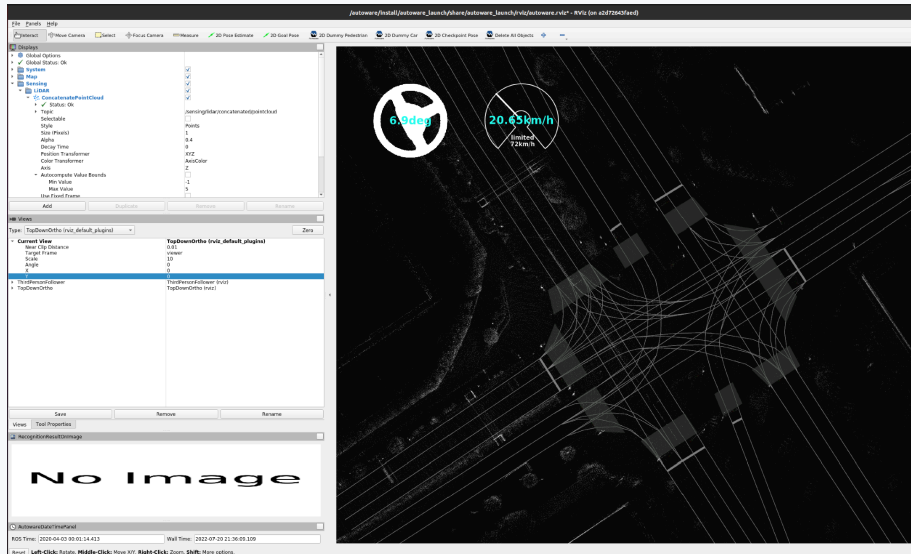 /autoware/install/autoware_launch/share/autoware_launch/rviz/autoware.rviz* - RViz (on a2d72643faed)
File Panels Help
Interact Move Camera Select Focus Camera Measure 2D Pose Estimate 2D Goal Pose 2D Dummy Pedestrian 2D Dummy Car 2D Checkpoint Pose Delete All Objects
Displays
Global Options
Global Status: Ok
System
Map
Sensing
LiDAR
ConcatenatePointCloud
Status: Ok
Topic /sensing/lidar/concatenated/pointcloud
Selectable
Style Points
Size (Pixels) 1
Alpha 0.4
Decay Time 0
Position Transformer XYZ
Color Transformer AxisColor
Axis Z
Autocompute Value Bounds
Min Value -1
Max Value 5
Use Fixed Frame
Add Duplicate Remove Rename
Views
Type: TopDownOrtho (rviz_default_plugins) Zero
Current View TopDownOrtho (rviz_default_plugins)
Near Clip Distance 0.01
Target Frame viewer
Scale 10
Angle 0
X 0
Y 0
ThirdPersonFollower ThirdPersonFollower (rviz)
TopDownOrtho TopDownOrtho (rviz)
Save Remove Rename
Views Tool Properties
RecognitionResultOnImage
No Image
AutowareDateTimePanel
ROS Time: 2020-04-03 00:01:14.413 Wall Time: 2022-07-20 21:36:00.109
Reset Left-Click: Rotate. Middle-Click: Move X/Y. Right-Click: Zoom. Shift: More options.
6.9deg
20.65km/h
limited
72km/h